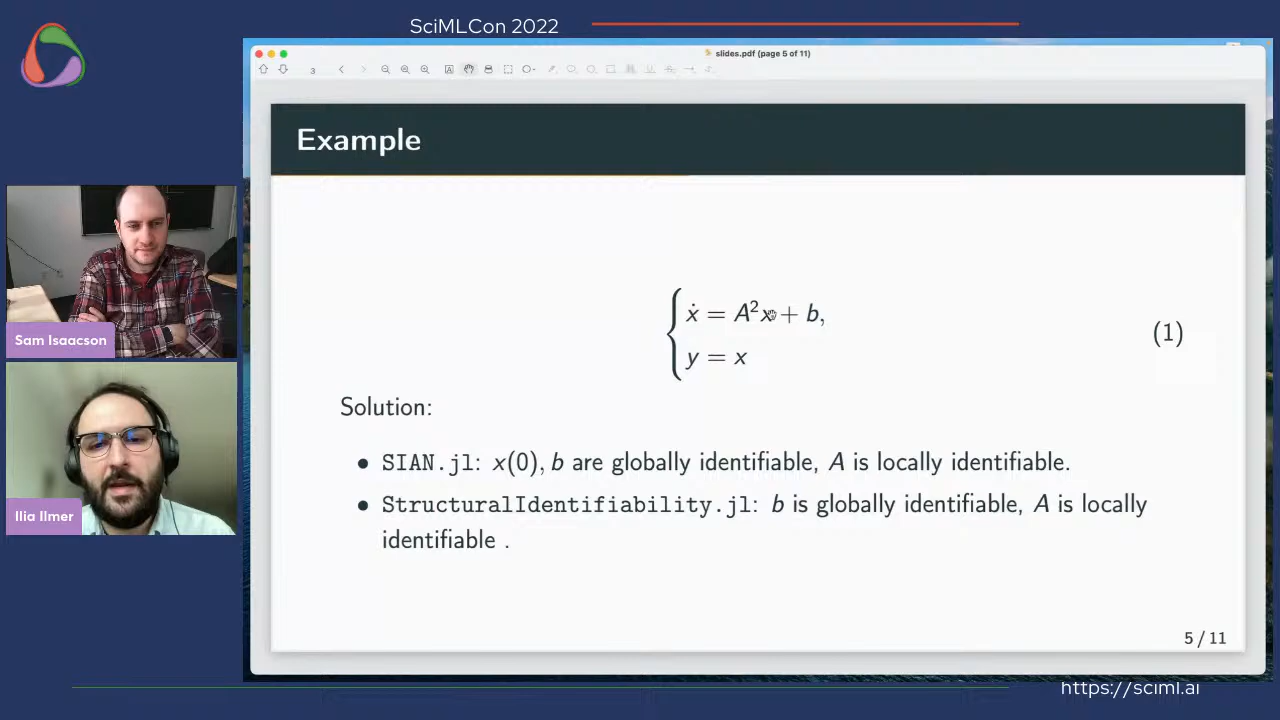 SciMLCon 2022
slides.pdf (page 5 of 11)
3
Example
ẋ = A²x + b,
y = x
(1)
Solution:
• SIAN.jl: x(0), b are globally identifiable, A is locally identifiable.
• StructuralIdentifiability.jl: b is globally identifiable, A is locally
identifiable .
5 / 11
Sam Isaacson
Ilia Ilmer
https://sciml.ai